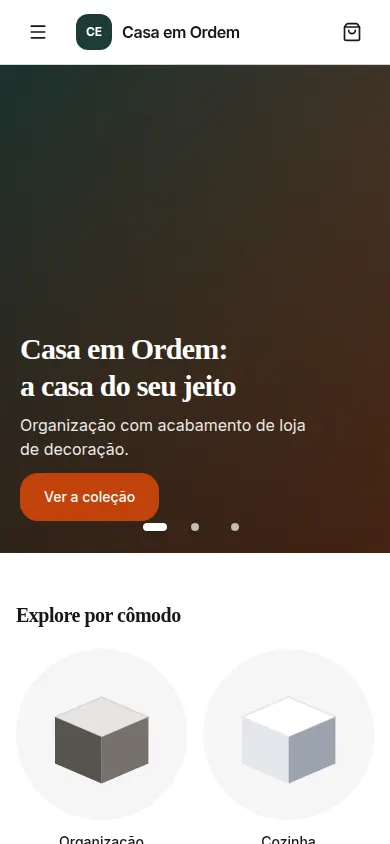 CE
Casa em Ordem
Casa em Ordem:
a casa do seu jeito
Organização com acabamento de loja
de decoração.
Ver a coleção
Explore por cômodo
Organização
Cozinha